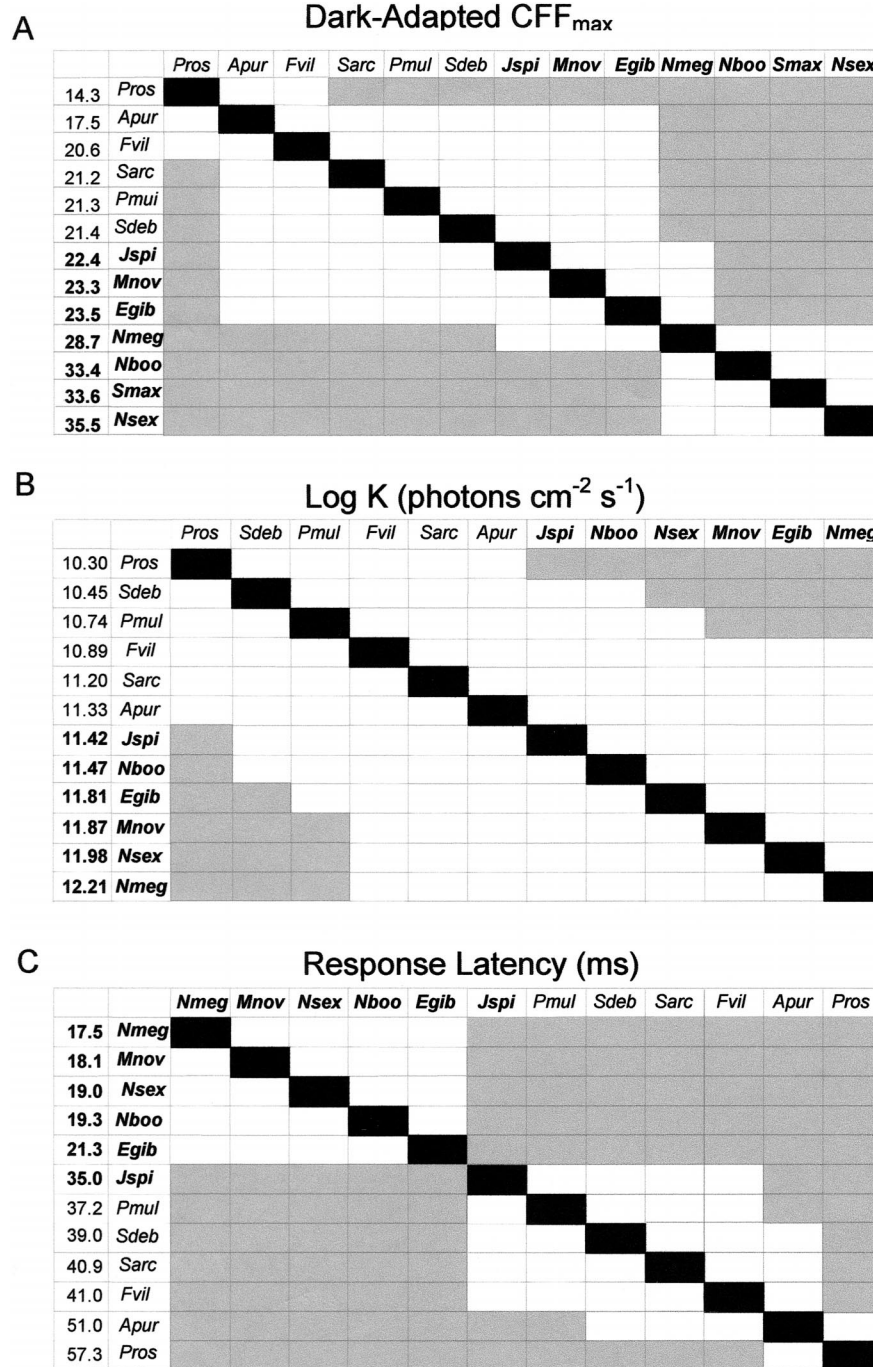 A
Dark-Adapted CFFmax
Pros Apur Fvil Sarc Pmul Sdeb Jspi Mnov Egib Nmeg Nboo Smax Nsex
14.3 Pros
17.5 Apur
20.6 Fvil
21.2 Sarc
21.3 Pmui
21.4 Sdeb
22.4 Jspi
23.3 Mnov
23.5 Egib
28.7 Nmeg
33.4 Nboo
33.6 Smax
35.5 Nsex
B
Log K (photons cm-2 s-1)
Pros Sdeb Pmul Fvil Sarc Apur Jspi Nboo Nsex Mnov Egib Nmeg
10.30 Pros
10.45 Sdeb
10.74 Pmul
10.89 Fvil
11.20 Sarc
11.33 Apur
11.42 Jspi
11.47 Nboo
11.81 Egib
11.87 Mnov
11.98 Nsex
12.21 Nmeg
C
Response Latency (ms)
Nmeg Mnov Nsex Nboo Egib Jspi Pmul Sdeb Sarc Fvil Apur Pros
17.5 Nmeg
18.1 Mnov
19.0 Nsex
19.3 Nboo
21.3 Egib
35.0 Jspi
37.2 Pmul
39.0 Sdeb
40.9 Sarc
41.0 Fvil
51.0 Apur
57.3 Pros